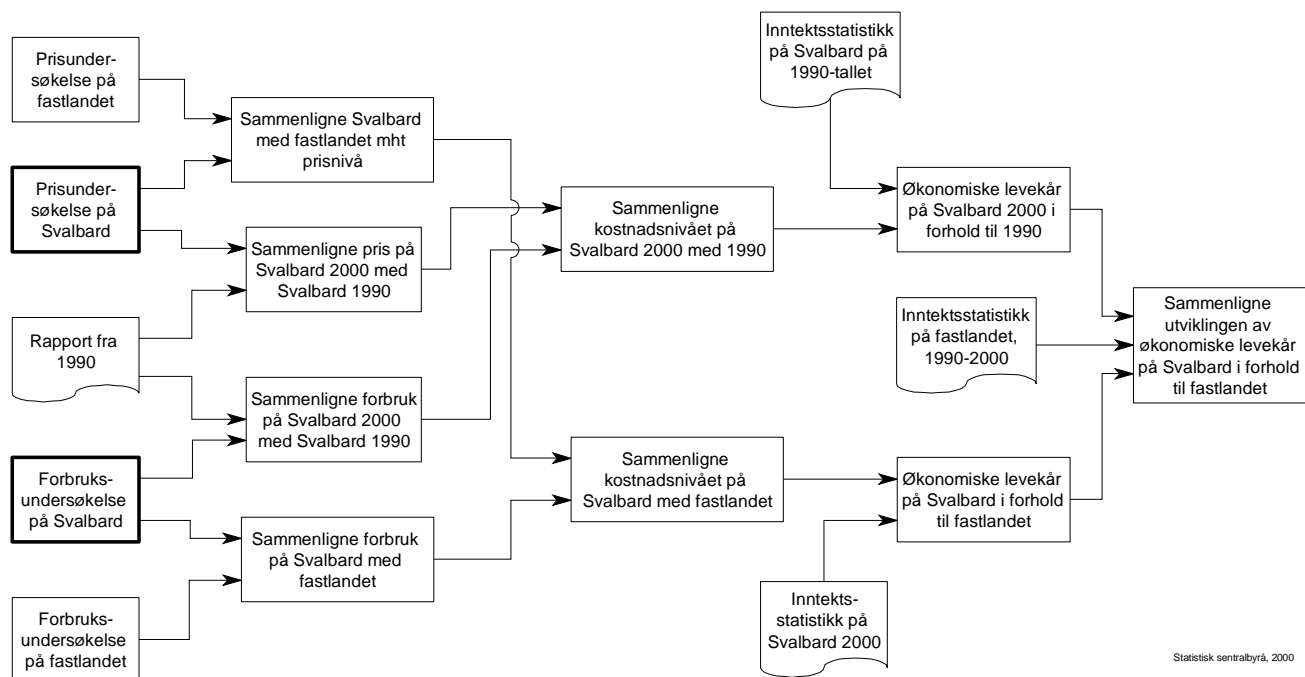 Prisunder-
søkelse på
fastlandet
Prisunder-
søkelse på
Svalbard
Rapport fra
1990
Forbruks-
undersøkelse
på Svalbard
Forbruks-
undersøkelse
på fastlandet
Sammenligne Svalbard
med fastlandet mht
prisnivå
Sammenligne pris på
Svalbard 2000 med
Svalbard 1990
Sammenligne forbruk
på Svalbard 2000
med Svalbard 1990
Sammenligne forbruk
på Svalbard med
fastlandet
Sammenligne
kostnadsnivået på
Svalbard 2000 med 1990
Sammenligne
kostnadsnivået på
Svalbard med fastlandet
Inntektsstatistikk
på Svalbard på
1990-tallet
Økonomiske levekår
på Svalbard 2000 i
forhold til 1990
Inntektsstatistikk
på fastlandet,
1990-2000
Økonomiske levekår
på Svalbard i forhold
til fastlandet
Inntekts-
statistikk på
Svalbard 2000
Sammenligne
utviklingen av
økonomiske levekår
på Svalbard i forhold
til fastlandet
Statistisk sentralbyrå, 2000